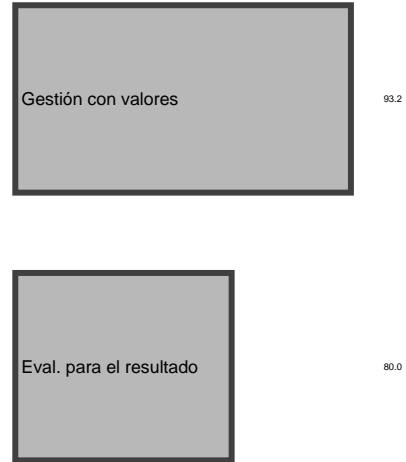 Gestión con valores 93.2
Eval. para el resultado 80.0